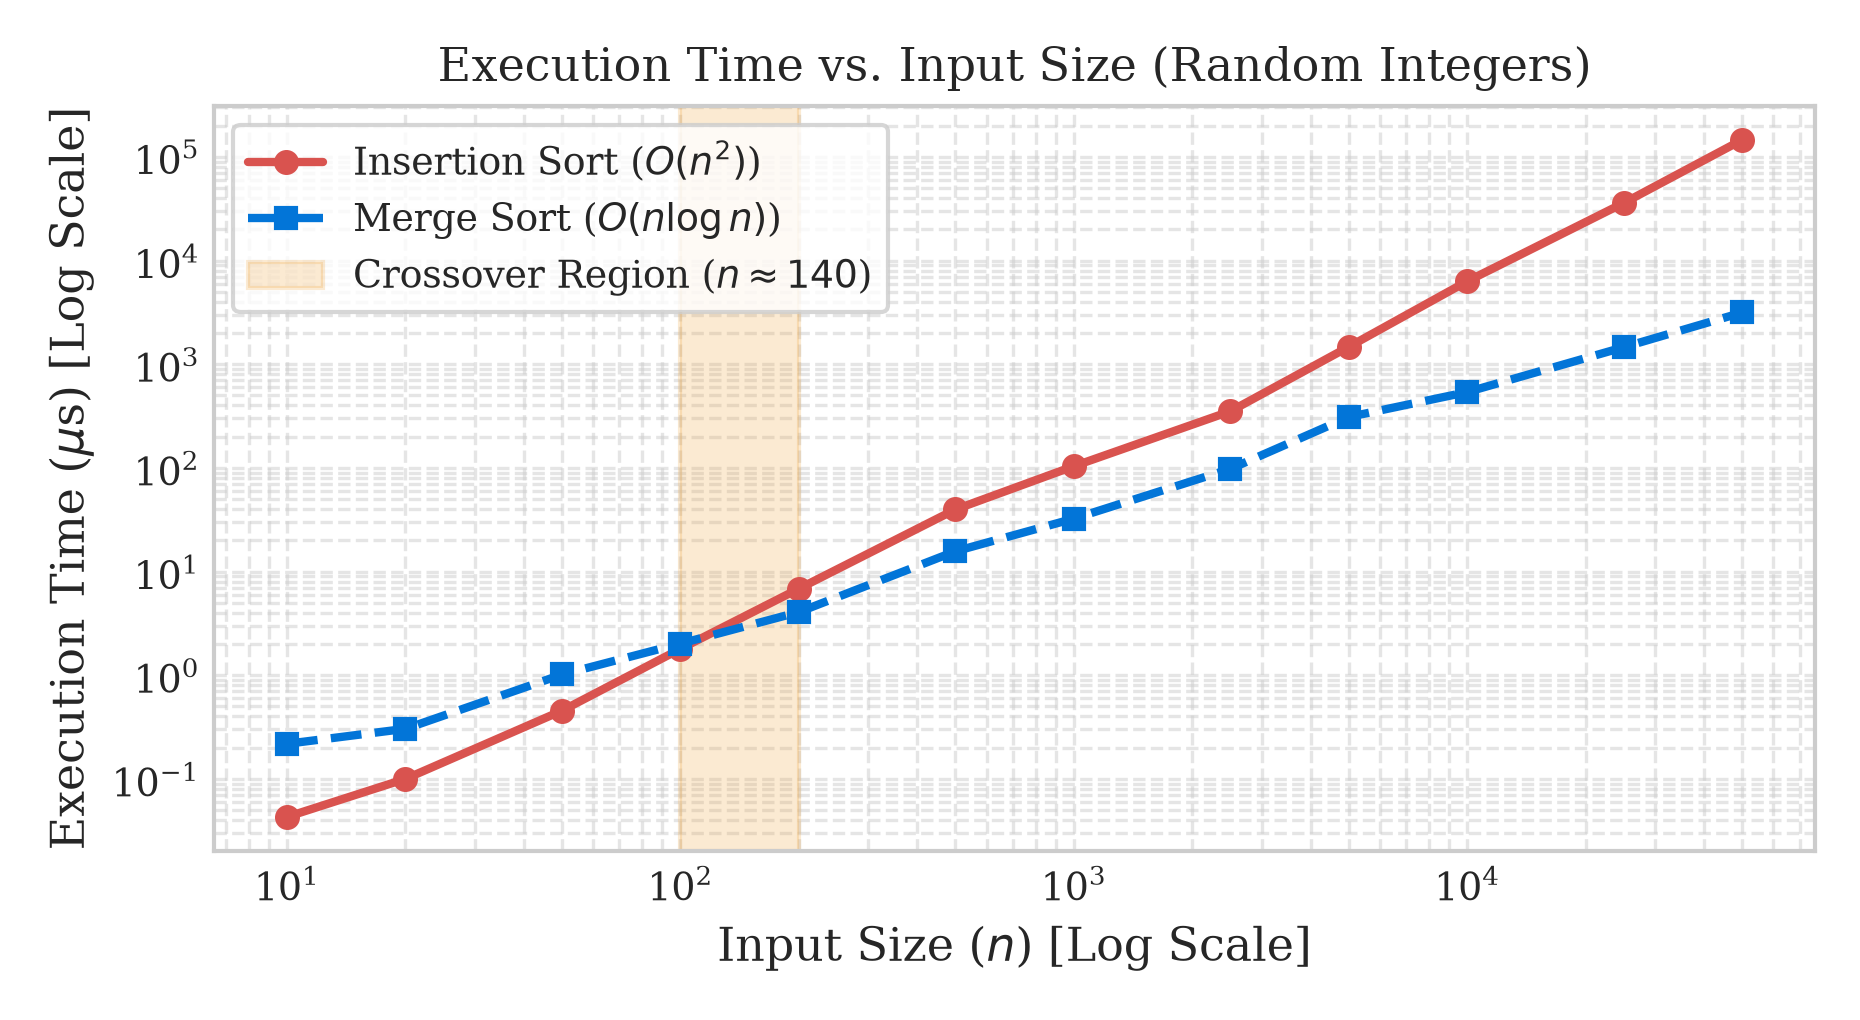 Execution Time vs. Input Size (Random Integers)
Execution Time (μs) [Log Scale]
Insertion Sort (O(n²))
Merge Sort (O(n log n))
Crossover Region (n ≈ 140)
10⁵
10⁴
10³
10²
10¹
10⁰
10⁻¹
10¹ 10² 10³ 10⁴
Input Size (n) [Log Scale]